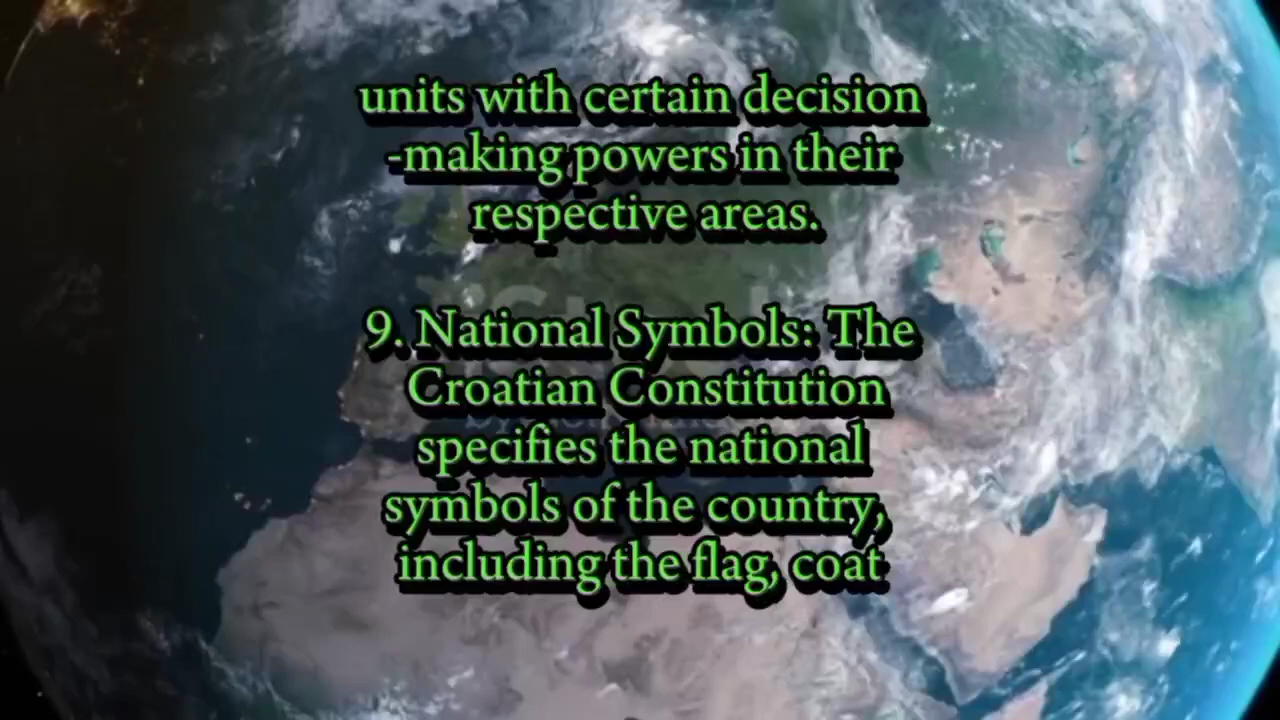 units with certain decision
-making powers in their
respective areas.
9. National Symbols: The
Croatian Constitution
specifies the national
symbols of the country,
including the flag, coat